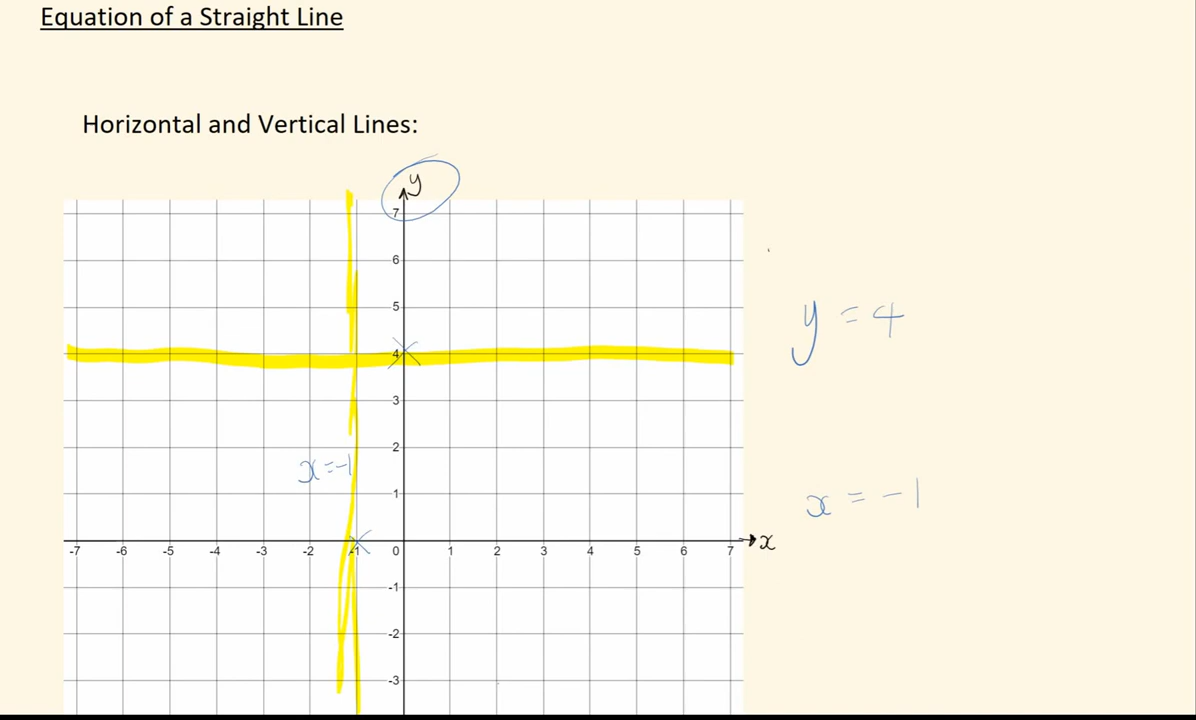 Equation of a Straight Line
Horizontal and Vertical Lines:
y
7
6
5
y = 4
4
3
2
x = -1
1
x = -1
-7 -6 -5 -4 -3 -2 -1 0 1 2 3 4 5 6 7 x
-1
-2
-3